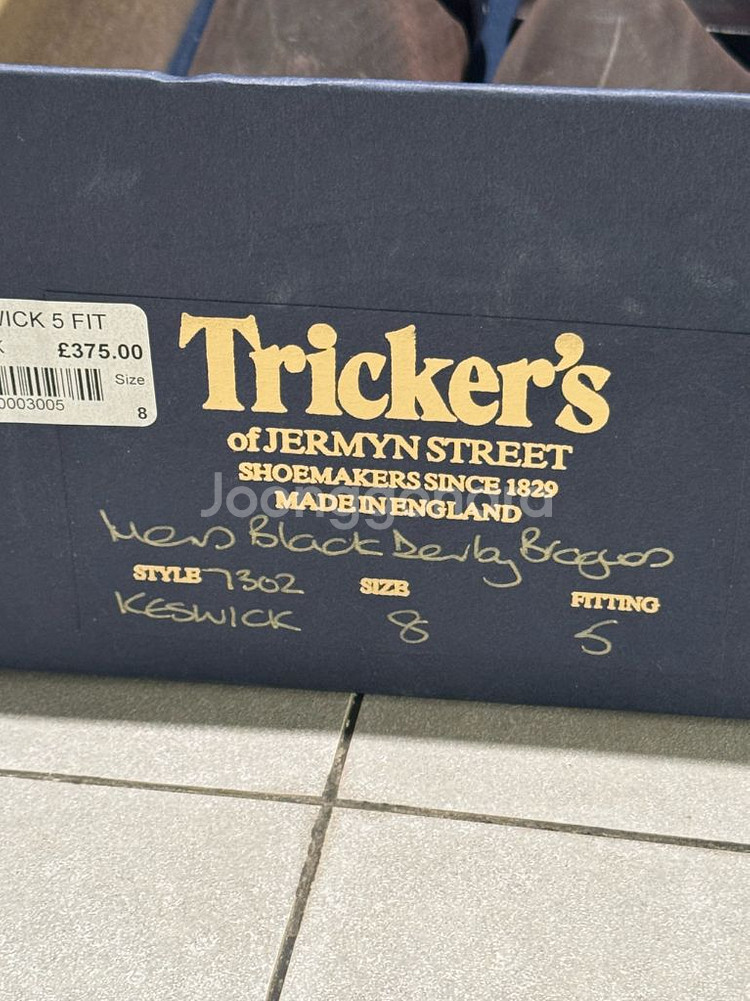 WICK 5 FIT
K £375.00
Size
0003005 8
Tricker's
of JERMYN STREET
SHOEMAKERS SINCE 1829
MADE IN ENGLAND
Joonggonara
Mens Black Derby Brogues
STYLE 7302 SIZE FITTING
KESWICK 8 5